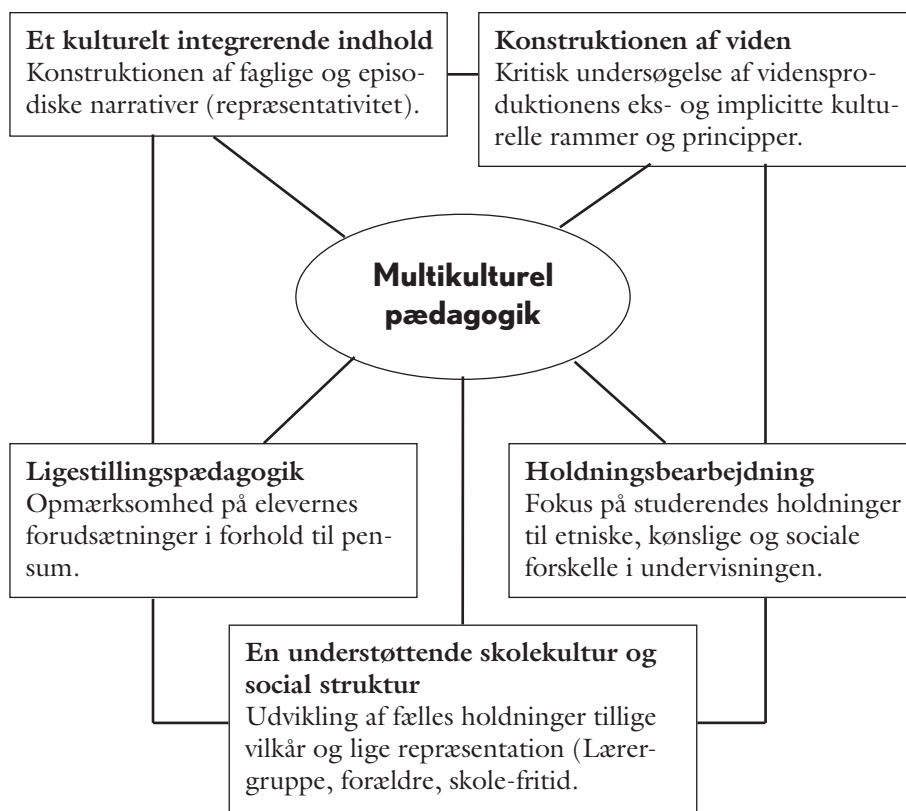 Et kulturelt integrerende indhold
Konstruktionen af faglige og episo-
diske narrativer (repræsentativitet).
Konstruktionen af viden
Kritisk undersøgelse af videnspro-
duktionens eks- og implicitte kultu-
relle rammer og principper.
Multikulturel
pædagogik
Ligestillingspædagogik
Opmærksomhed på elevernes
forudsætninger i forhold til pen-
sum.
Holdningsbearbejdning
Fokus på studerendes holdninger
til etniske, kønslige og sociale
forskelle i undervisningen.
En understøttende skolekultur og
social struktur
Udvikling af fælles holdninger tillige
vilkår og lige repræsentation (Lærer-
gruppe, forældre, skole-fritid.